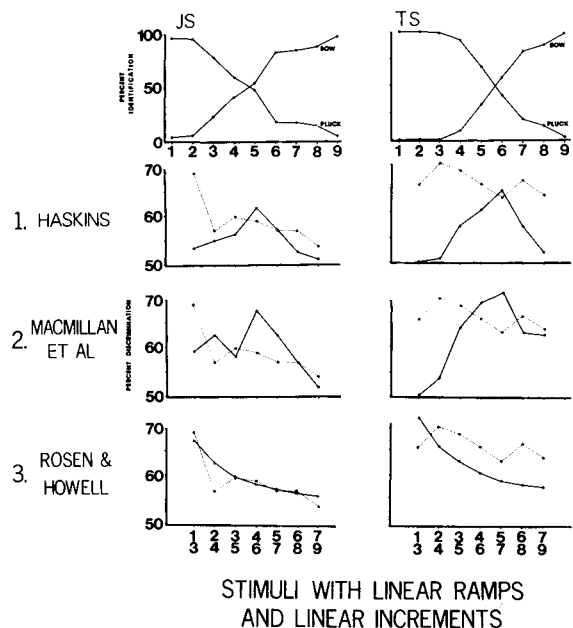 JS TS
100
50
0
PERCENT IDENTIFICATION
BOW
PLUCK
1 2 3 4 5 6 7 8 9
BOW
PLUCK
1 2 3 4 5 6 7 8 9
1. HASKINS
70
60
50
2. MACMILLAN
ET AL
PERCENT DISCRIMINATION
70
60
50
3. ROSEN &
HOWELL
70
60
50
1 2 3 4 5 6 7
3 4 5 6 7 8 9
1 2 3 4 5 6 7
3 4 5 6 7 8 9
STIMULI WITH LINEAR RAMPS
AND LINEAR INCREMENTS